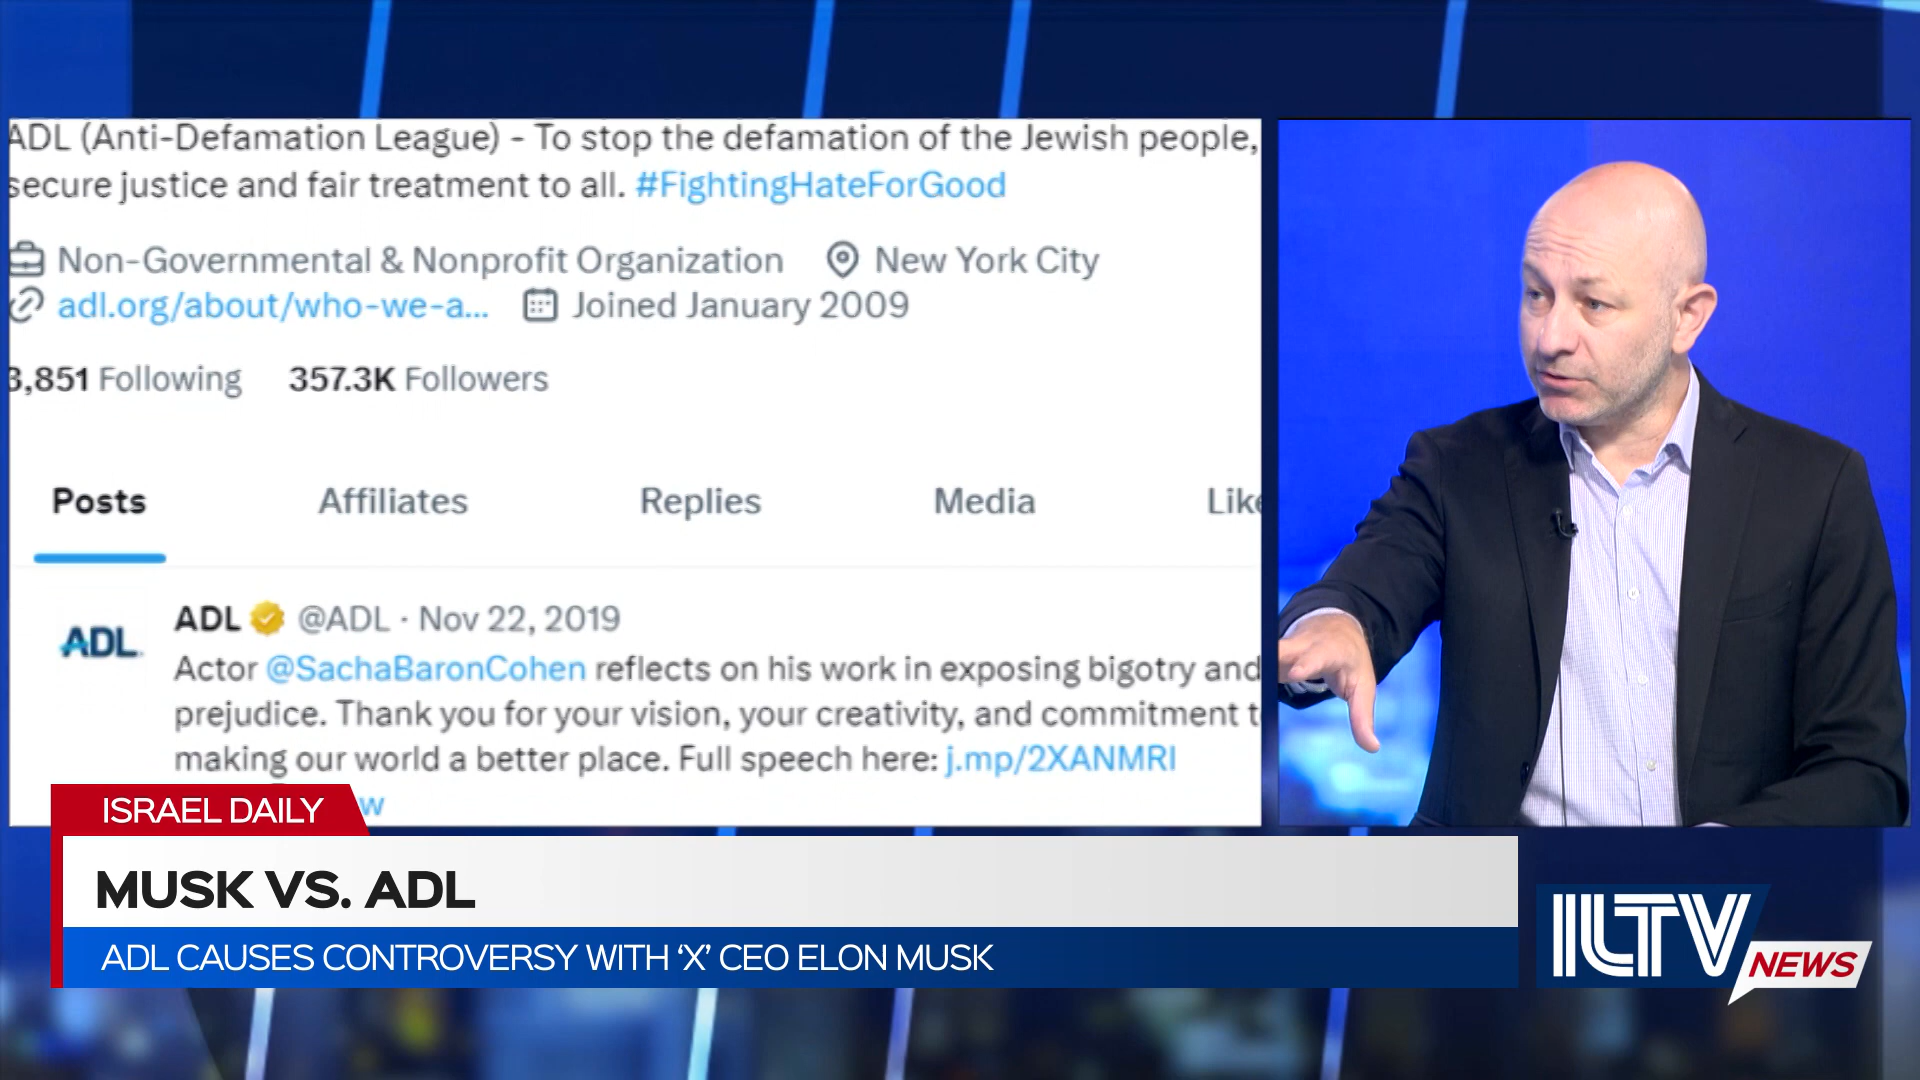 ADL (Anti-Defamation League) - To stop the defamation of the Jewish people,
secure justice and fair treatment to all. #FightingHateForGood
Non-Governmental & Nonprofit Organization New York City
adl.org/about/who-we-a... Joined January 2009
3,851 Following 357.3K Followers
Posts Affiliates Replies Media Like
ADL @ADL · Nov 22, 2019
ADL
Actor @SachaBaronCohen reflects on his work in exposing bigotry and
prejudice. Thank you for your vision, your creativity, and commitment t
making our world a better place. Full speech here: j.mp/2XANMRI
ISRAEL DAILY
MUSK VS. ADL
ADL CAUSES CONTROVERSY WITH ‘X’ CEO ELON MUSK
ILTV
NEWS